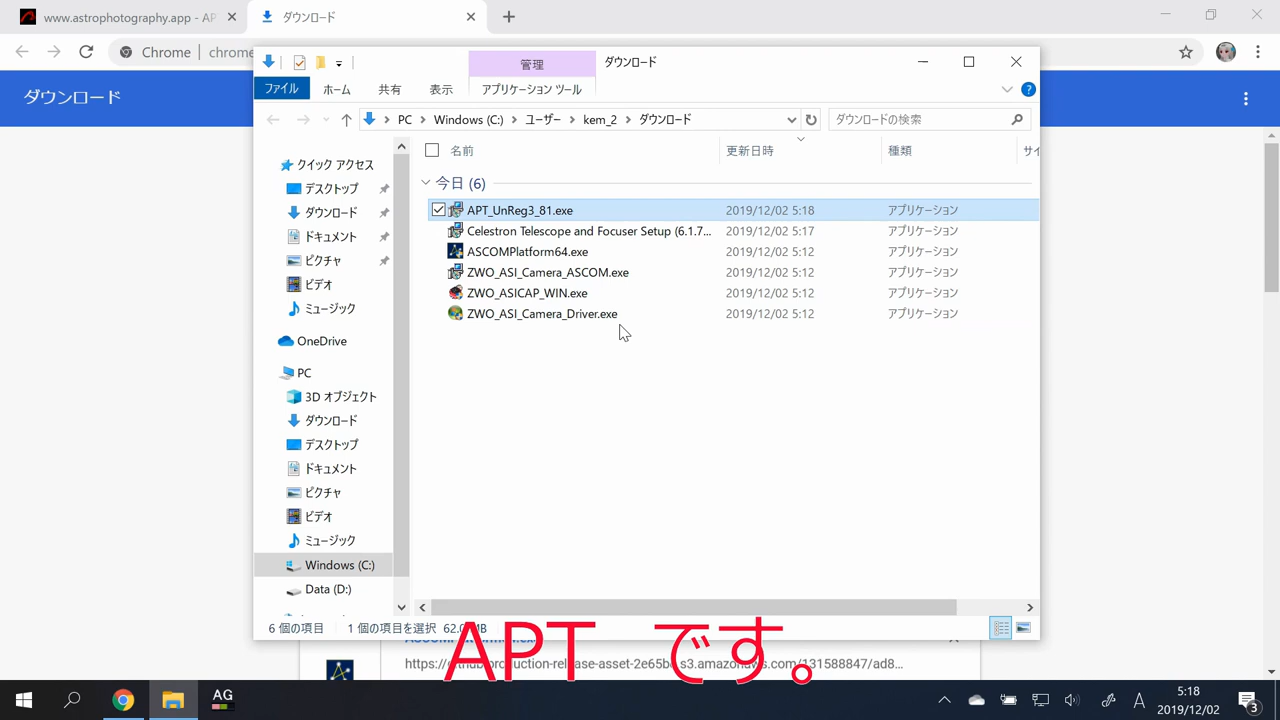 www.astrophotography.app - AP
ダウンロード
Chrome
chrome
ダウンロード
管理
ダウンロード
ファイル
ホーム
共有
表示
アプリケーション ツール
PC
Windows (C:)
ユーザー
kem_2
ダウンロード
ダウンロードの検索
名前
更新日時
種類
サイ
今日 (6)
APT_UnReg3_81.exe 2019/12/02 5:18 アプリケーション
Celestron Telescope and Focuser Setup (6.1.7... 2019/12/02 5:17 アプリケーション
ASCOMPlatform64.exe 2019/12/02 5:12 アプリケーション
ZWO_ASI_Camera_ASCOM.exe 2019/12/02 5:12 アプリケーション
ZWO_ASICAP_WIN.exe 2019/12/02 5:12 アプリケーション
ZWO_ASI_Camera_Driver.exe 2019/12/02 5:12 アプリケーション
クイック アクセス
デスクトップ
ダウンロード
ドキュメント
ピクチャ
ビデオ
ミュージック
OneDrive
PC
3D オブジェクト
ダウンロード
デスクトップ
ドキュメント
ピクチャ
ビデオ
ミュージック
Windows (C:)
Data (D:)
6 個の項目
1 個の項目を選択 62.0 MB
APT です。
AG
A
5:18
2019/12/02
3